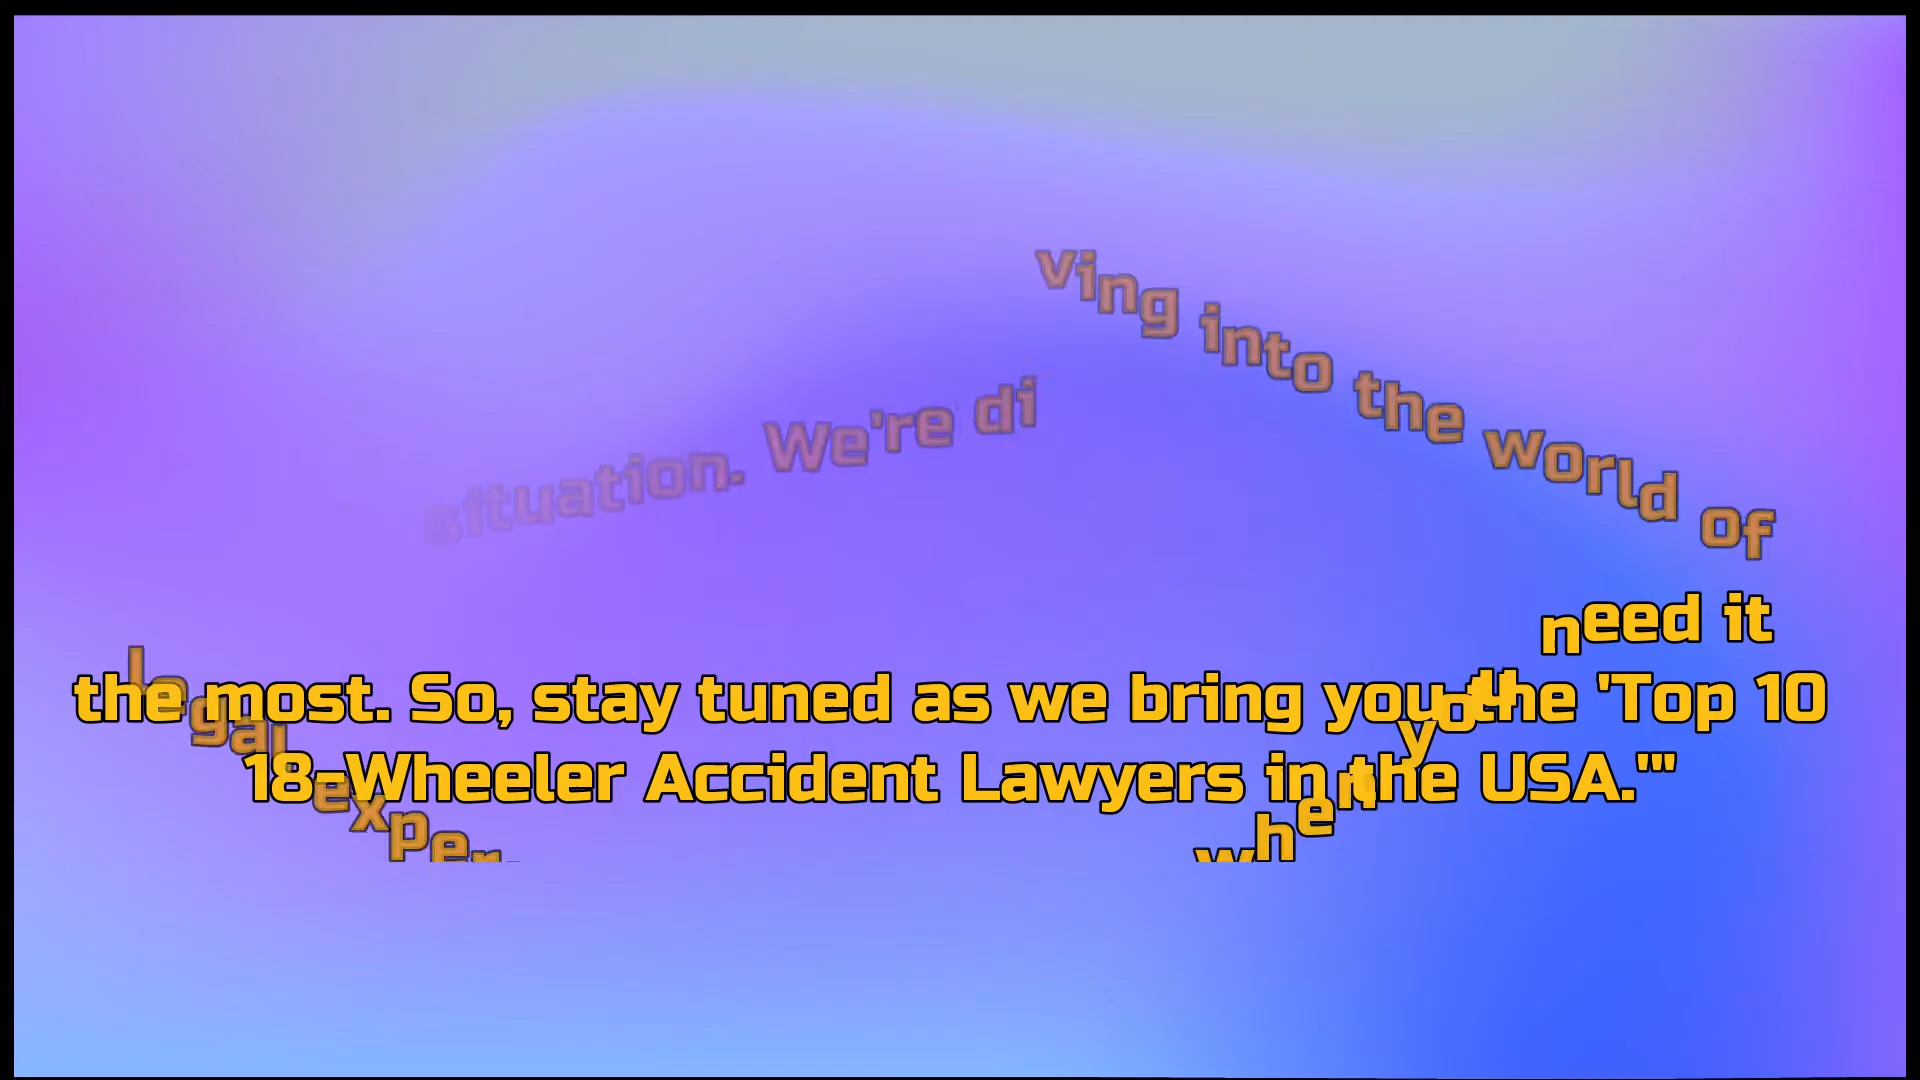 situation. We're diving into the world of
legal exper
when you need it
the most. So, stay tuned as we bring you the 'Top 10
18-Wheeler Accident Lawyers in the USA.'"